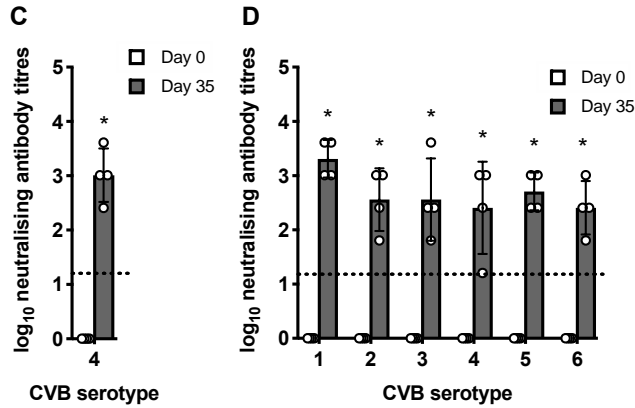 C
Day 0
Day 35
log10 neutralising antibody titres
5
4
3
2
1
0
*
4
CVB serotype
D
Day 0
Day 35
log10 neutralising antibody titres
5
4
3
2
1
0
* * * * * *
1 2 3 4 5 6
CVB serotype